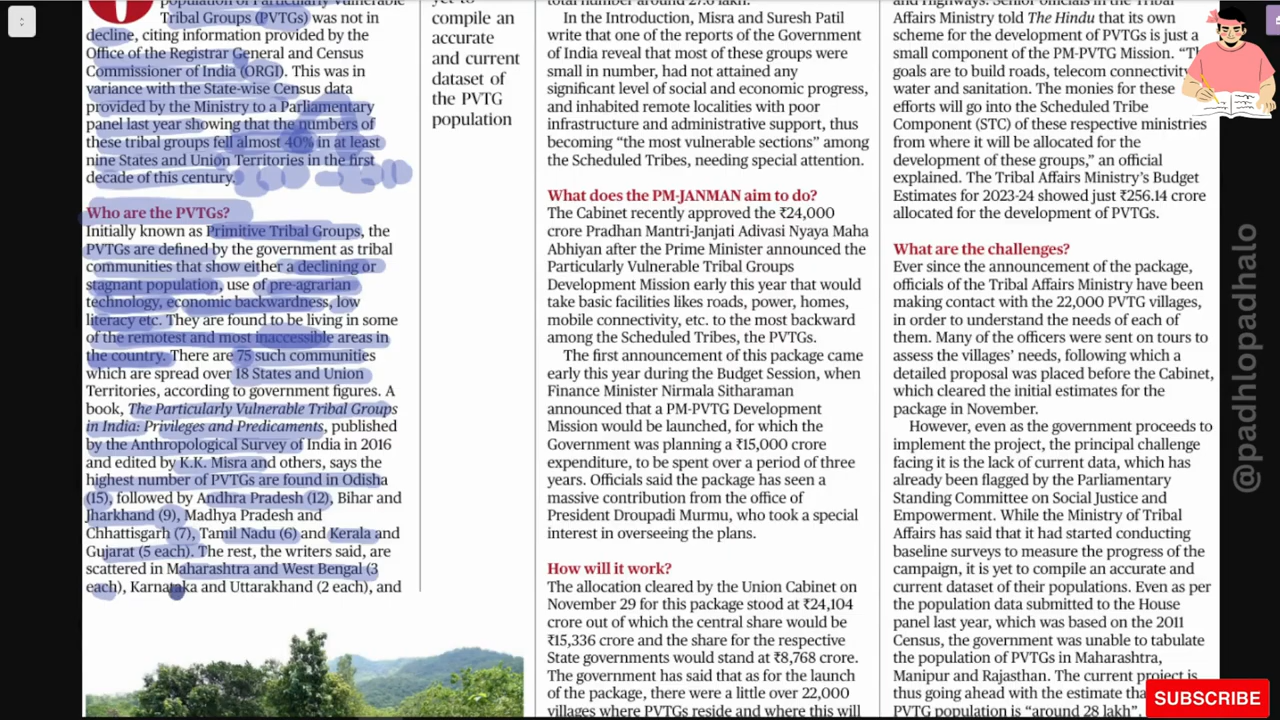 population of Particularly Vulnerable
Tribal Groups (PVTGs) was not in
decline, citing information provided by the
Office of the Registrar General and Census
Commissioner of India (ORGI). This was in
variance with the State-wise Census data
provided by the Ministry to a Parliamentary
panel last year showing that the numbers of
these tribal groups fell almost 40% in at least
nine States and Union Territories in the first
decade of this century.
Who are the PVTGs?
Initially known as Primitive Tribal Groups, the
PVTGs are defined by the government as tribal
communities that show either a declining or
stagnant population, use of pre-agrarian
technology, economic backwardness, low
literacy etc. They are found to be living in some
of the remotest and most inaccessible areas in
the country. There are 75 such communities
which are spread over 18 States and Union
Territories, according to government figures. A
book, The Particularly Vulnerable Tribal Groups
in India: Privileges and Predicaments, published
by the Anthropological Survey of India in 2016
and edited by K.K. Misra and others, says the
highest number of PVTGs are found in Odisha
(15), followed by Andhra Pradesh (12), Bihar and
Jharkhand (9), Madhya Pradesh and
Chhattisgarh (7), Tamil Nadu (6) and Kerala and
Gujarat (5 each). The rest, the writers said, are
scattered in Maharashtra and West Bengal (3
each), Karnataka and Uttarakhand (2 each), and
yet to
compile an
accurate
and current
dataset of
the PVTG
population
total number around 27.6 lakh.
In the Introduction, Misra and Suresh Patil
write that one of the reports of the Government
of India reveal that most of these groups were
small in number, had not attained any
significant level of social and economic progress,
and inhabited remote localities with poor
infrastructure and administrative support, thus
becoming “the most vulnerable sections” among
the Scheduled Tribes, needing special attention.
What does the PM-JANMAN aim to do?
The Cabinet recently approved the ₹24,000
crore Pradhan Mantri-Janjati Adivasi Nyaya Maha
Abhiyan after the Prime Minister announced the
Particularly Vulnerable Tribal Groups
Development Mission early this year that would
take basic facilities like roads, power, homes,
mobile connectivity, etc. to the most backward
among the Scheduled Tribes, the PVTGs.
The first announcement of this package came
early this year during the Budget Session, when
Finance Minister Nirmala Sitharaman
announced that a PM-PVTG Development
Mission would be launched, for which the
Government was planning a ₹15,000 crore
expenditure, to be spent over a period of three
years. Officials said the package has seen a
massive contribution from the office of
President Droupadi Murmu, who took a special
interest in overseeing the plans.
How will it work?
The allocation cleared by the Union Cabinet on
November 29 for this package stood at ₹24,104
crore out of which the central share would be
₹15,336 crore and the share for the respective
State governments would stand at ₹8,768 crore.
The government has said that as for the launch
of the package, there were a little over 22,000
villages where PVTGs reside and where this will
and Highways. Senior officials in the Tribal
Affairs Ministry told The Hindu that its own
scheme for the development of PVTGs is just a
small component of the PM-PVTG Mission.
goals are to build roads, telecom connectivity,
water and sanitation. The monies for these
efforts will go into the Scheduled Tribe
Component (STC) of these respective ministries
from where it will be allocated for the
development of these groups,” an official
explained. The Tribal Affairs Ministry's Budget
Estimates for 2023-24 showed just ₹256.14 crore
allocated for the development of PVTGs.
What are the challenges?
Ever since the announcement of the package,
officials of the Tribal Affairs Ministry have been
making contact with the 22,000 PVTG villages,
in order to understand the needs of each of
them. Many of the officers were sent on tours to
assess the villages' needs, following which a
detailed proposal was placed before the Cabinet,
which cleared the initial estimates for the
package in November.
However, even as the government proceeds to
implement the project, the principal challenge
facing it is the lack of current data, which has
already been flagged by the Parliamentary
Standing Committee on Social Justice and
Empowerment. While the Ministry of Tribal
Affairs has said that it had started conducting
baseline surveys to measure the progress of the
campaign, it is yet to compile an accurate and
current dataset of their populations. Even as per
the population data submitted to the House
panel last year, which was based on the 2011
Census, the government was unable to tabulate
the population of PVTGs in Maharashtra,
Manipur and Rajasthan. The current project is
thus going ahead with the estimate
PVTG population is “around 28 lakh”.
@padhlopadhalo
SUBSCRIBE